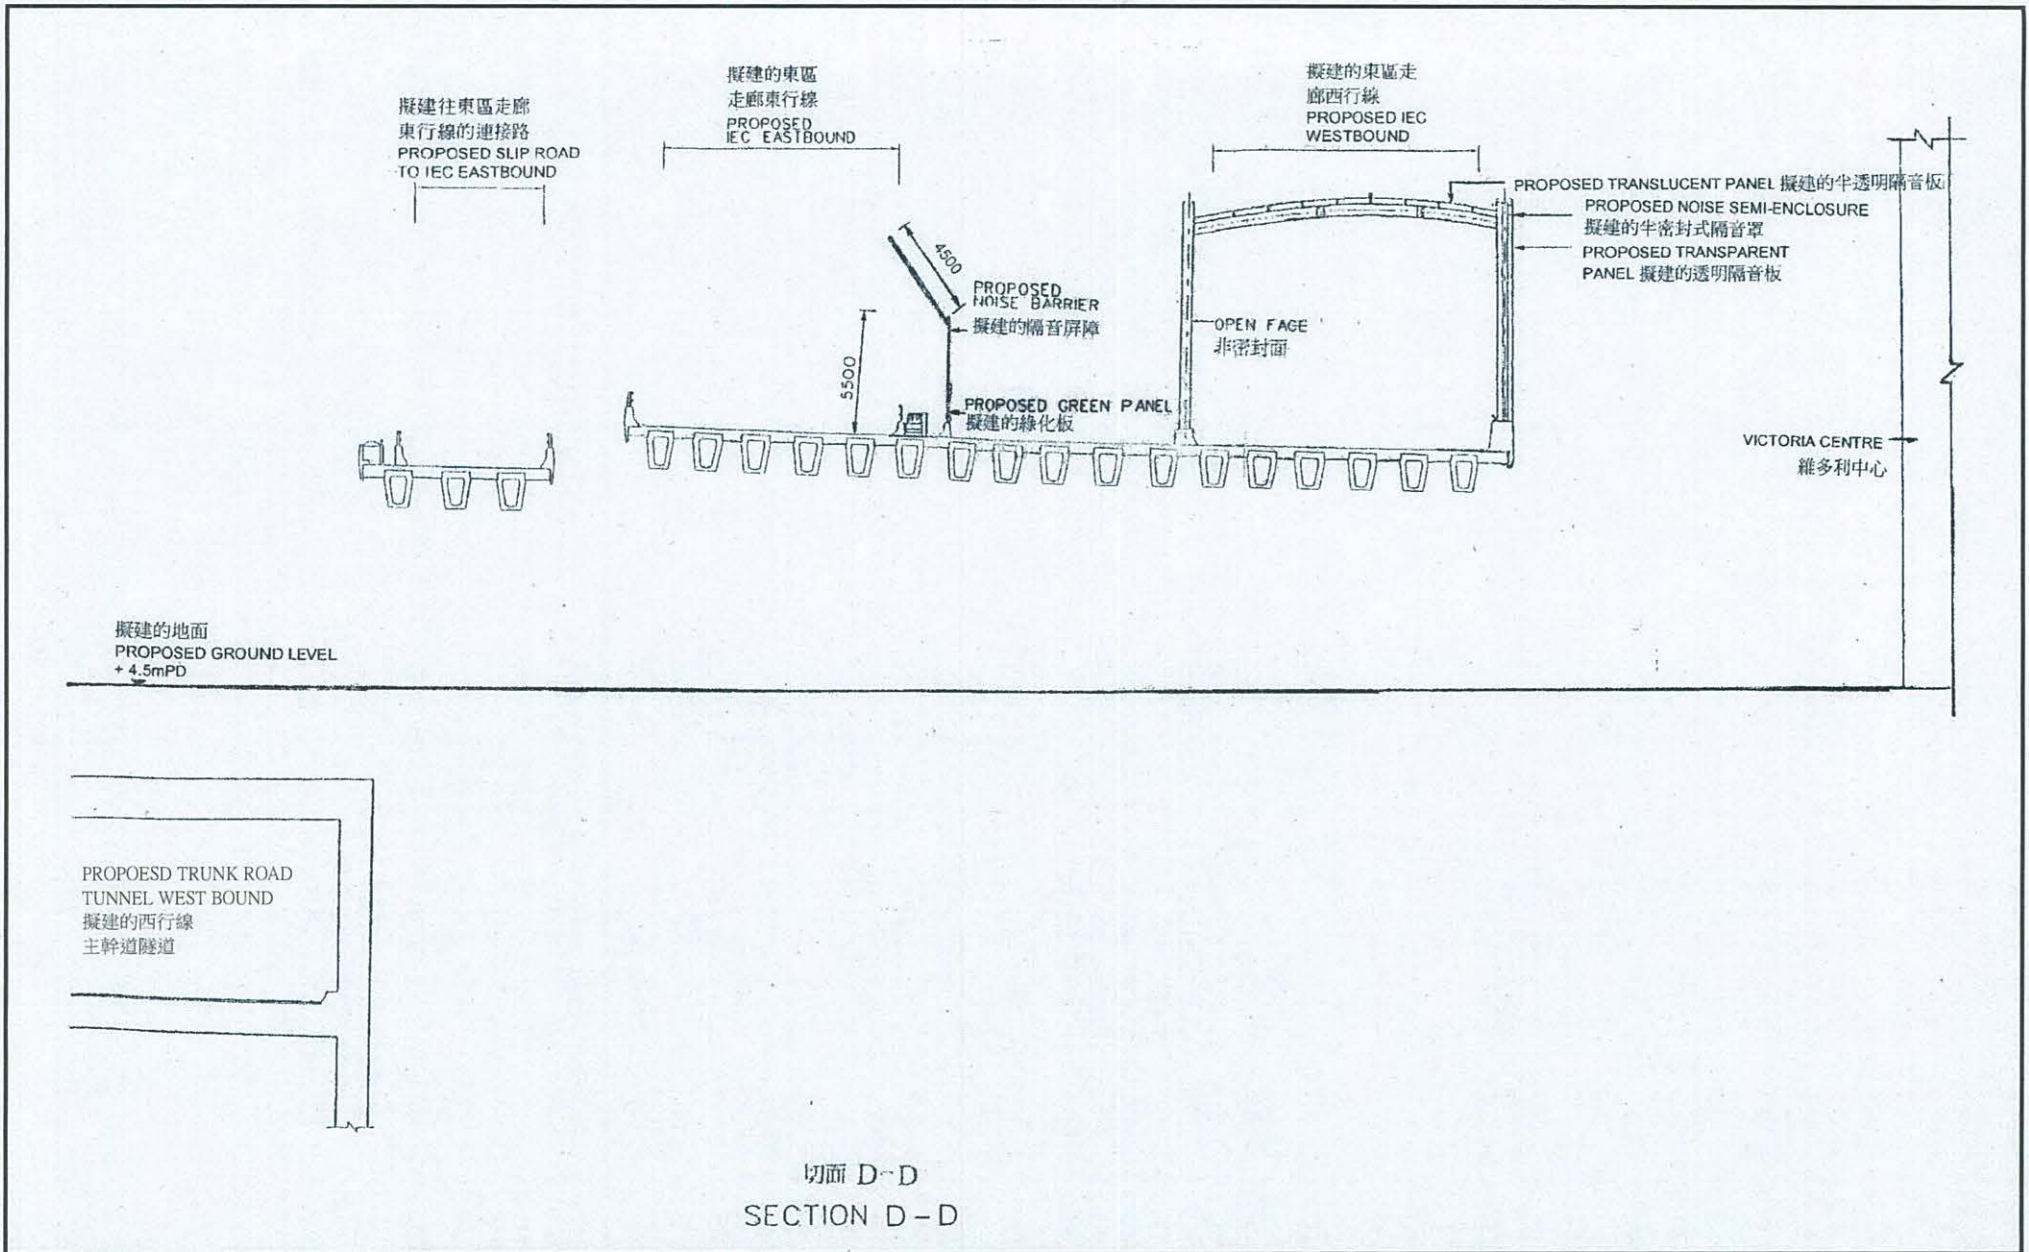 擬建往東區走廊
東行線的連接路
PROPOSED SLIP ROAD
TO IEC EASTBOUND
擬建的東區
走廊東行線
PROPOSED
IEC EASTBOUND
擬建的東區走
廊西行線
PROPOSED IEC
WESTBOUND
PROPOSED TRANSLUCENT PANEL 擬建的半透明隔音板
PROPOSED NOISE SEMI-ENCLOSURE
擬建的半密封式隔音罩
PROPOSED TRANSPARENT
PANEL 擬建的透明隔音板
4500
PROPOSED
NOISE BARRIER
擬建的隔音屏障
5500
OPEN FAGE
非密封面
PROPOSED GREEN PANEL
擬建的綠化板
VICTORIA CENTRE
維多利中心
擬建的地面
PROPOSED GROUND LEVEL
+ 4.5mPD
PROPOESD TRUNK ROAD
TUNNEL WEST BOUND
擬建的西行線
主幹道隧道
切面 D-D
SECTION D-D